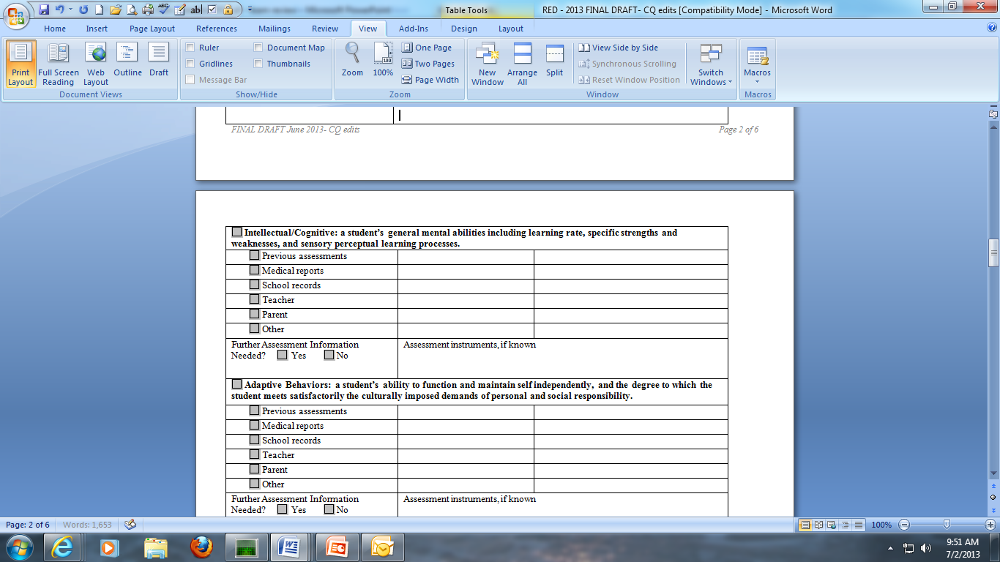 Table Tools
RED - 2013 FINAL DRAFT- CQ edits [Compatibility Mode] - Microsoft Word
Home Insert Page Layout References Mailings Review View Add-Ins Design Layout
Print Layout
Full Screen Reading
Web Layout
Outline
Draft
Document Views
Ruler
Gridlines
Message Bar
Document Map
Thumbnails
Show/Hide
Zoom
100%
One Page
Two Pages
Page Width
Zoom
New Window
Arrange All
Split
View Side by Side
Synchronous Scrolling
Reset Window Position
Switch Windows
Window
Macros
Macros
FINAL DRAFT June 2013- CQ edits Page 2 of 6
Intellectual/Cognitive: a student's general mental abilities including learning rate, specific strengths and
weaknesses, and sensory perceptual learning processes.
Previous assessments
Medical reports
School records
Teacher
Parent
Other
Further Assessment Information Assessment instruments, if known
Needed? Yes No
Adaptive Behaviors: a student's ability to function and maintain self independently, and the degree to which the
student meets satisfactorily the culturally imposed demands of personal and social responsibility.
Previous assessments
Medical reports
School records
Teacher
Parent
Other
Further Assessment Information Assessment instruments, if known
Needed? Yes No
Page: 2 of 6 Words: 1,653 100%
9:51 AM
7/2/2013